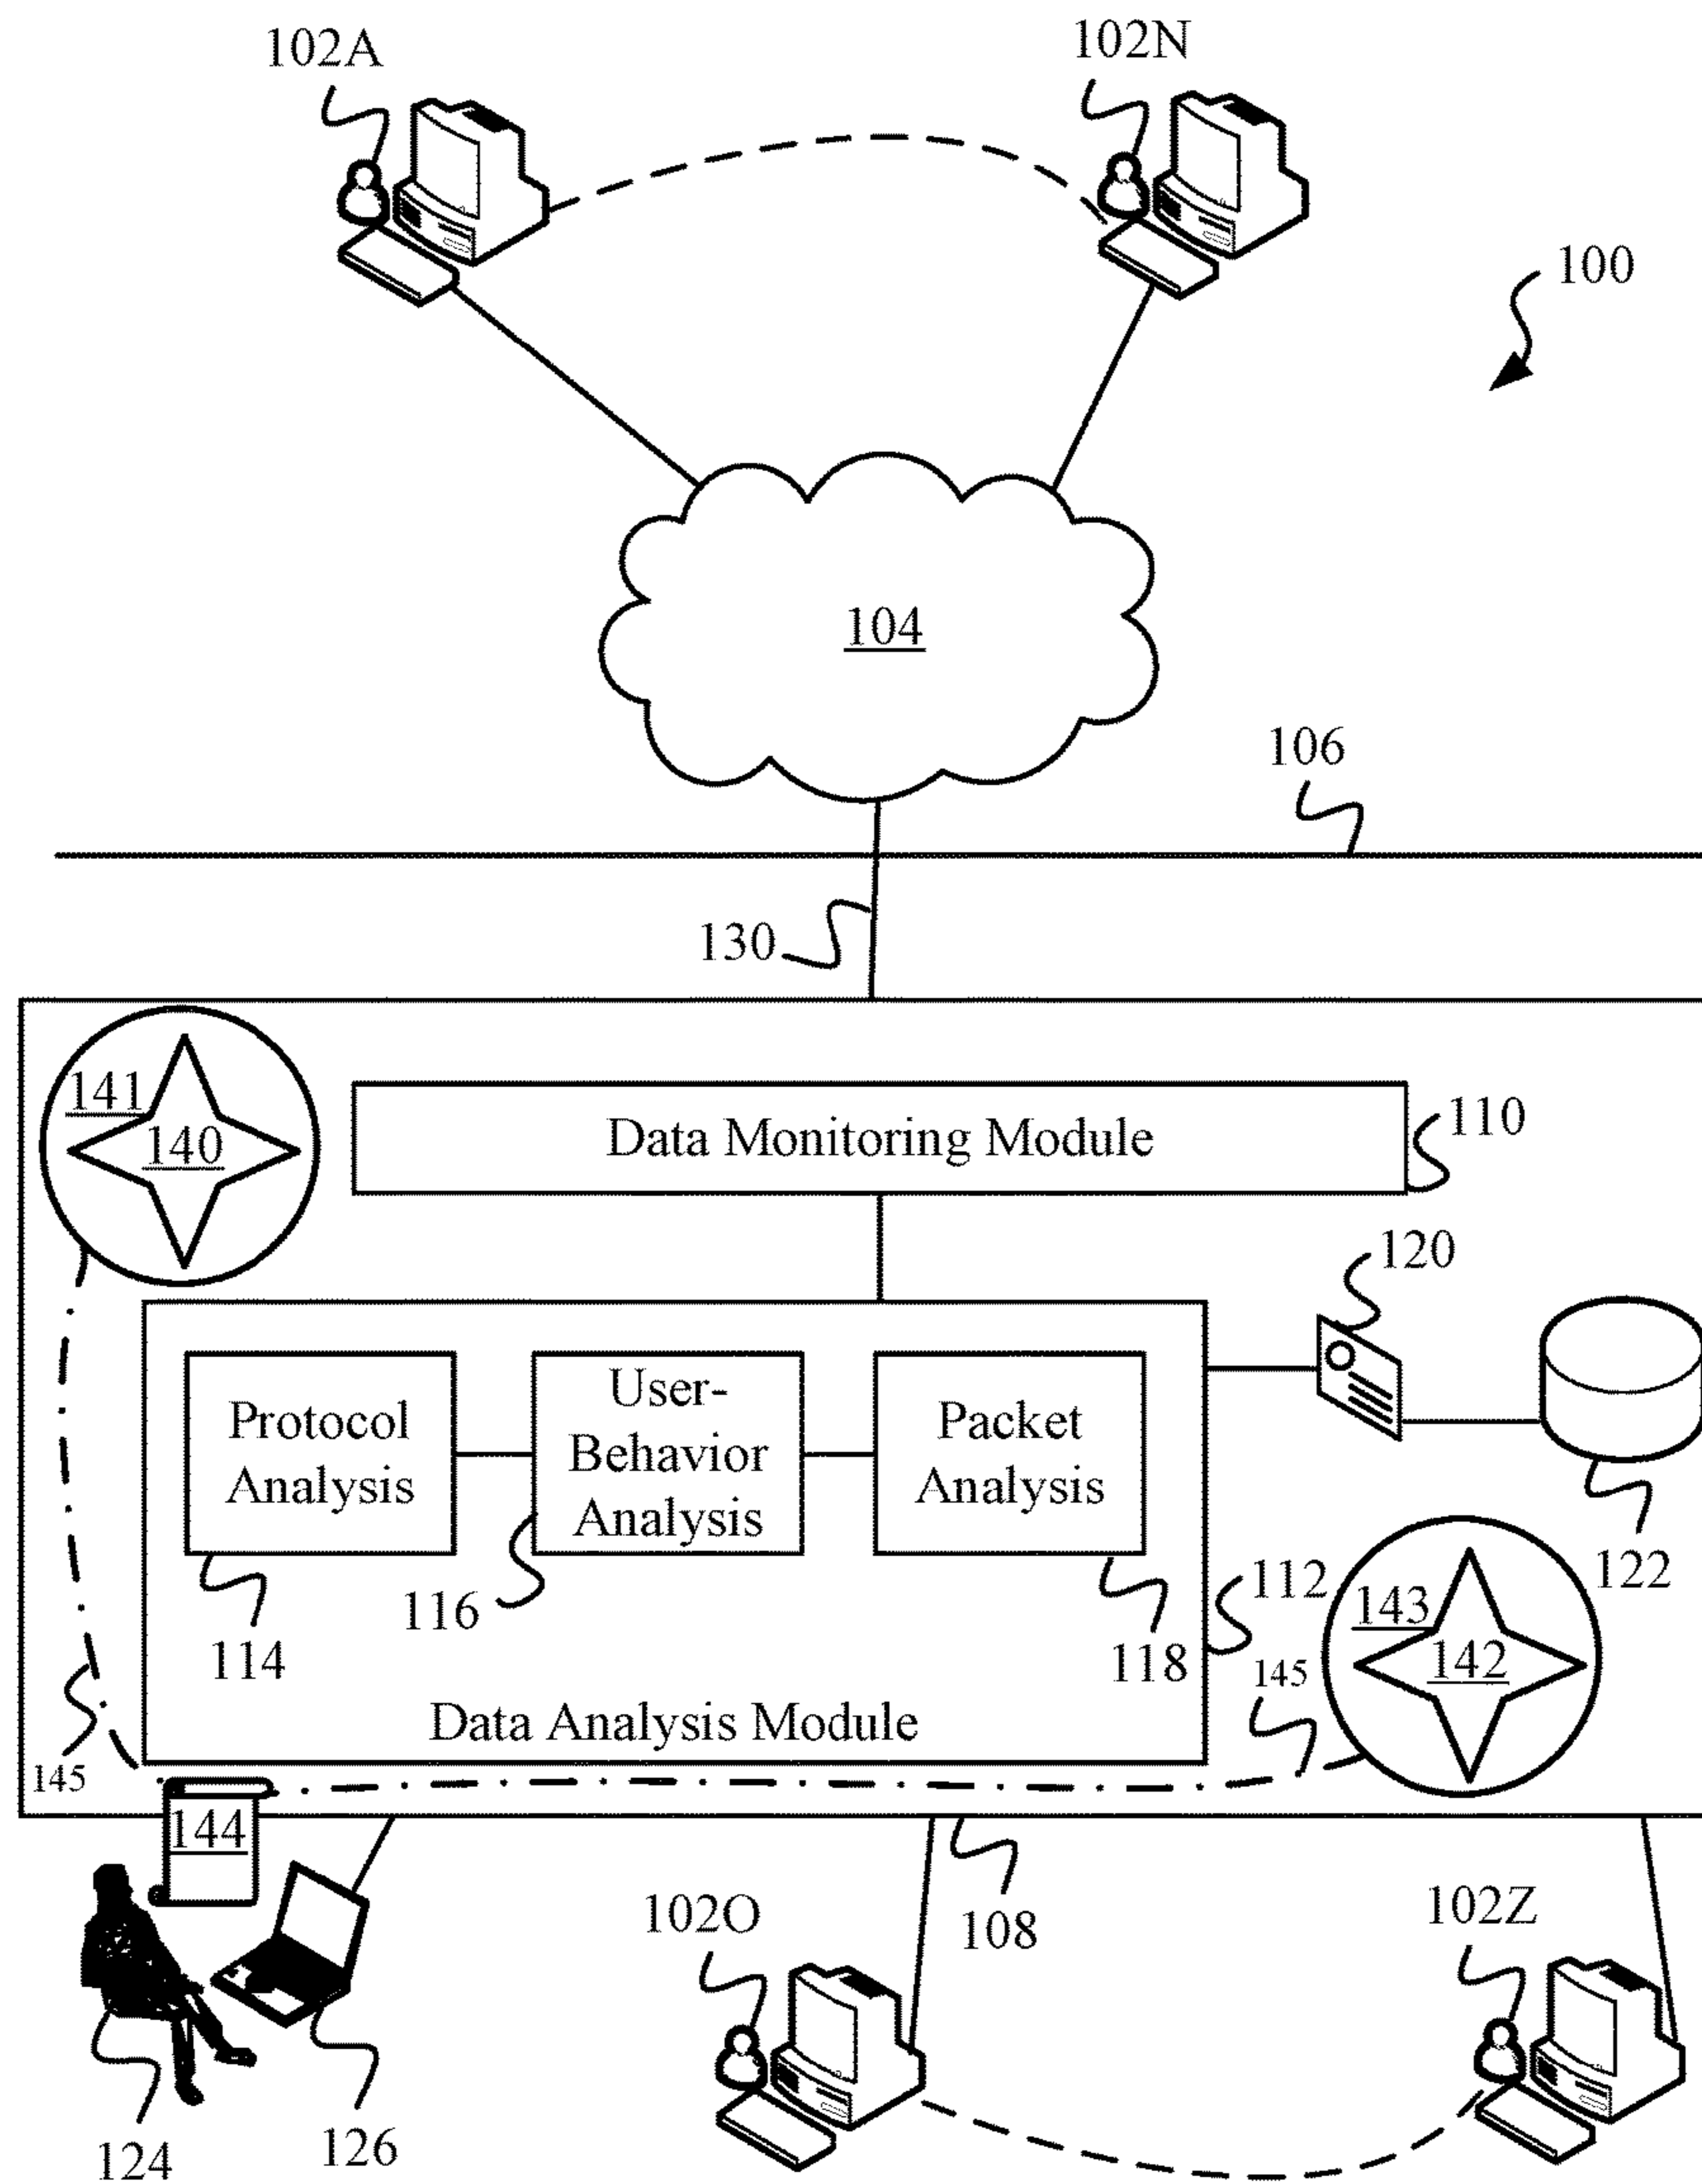 102A
102N
100
104
106
130
141
140
Data Monitoring Module
110
120
Protocol
Analysis
User-
Behavior
Analysis
Packet
Analysis
122
116
112
114
118
143
142
145
Data Analysis Module
145
144
102O
108
102Z
124
126